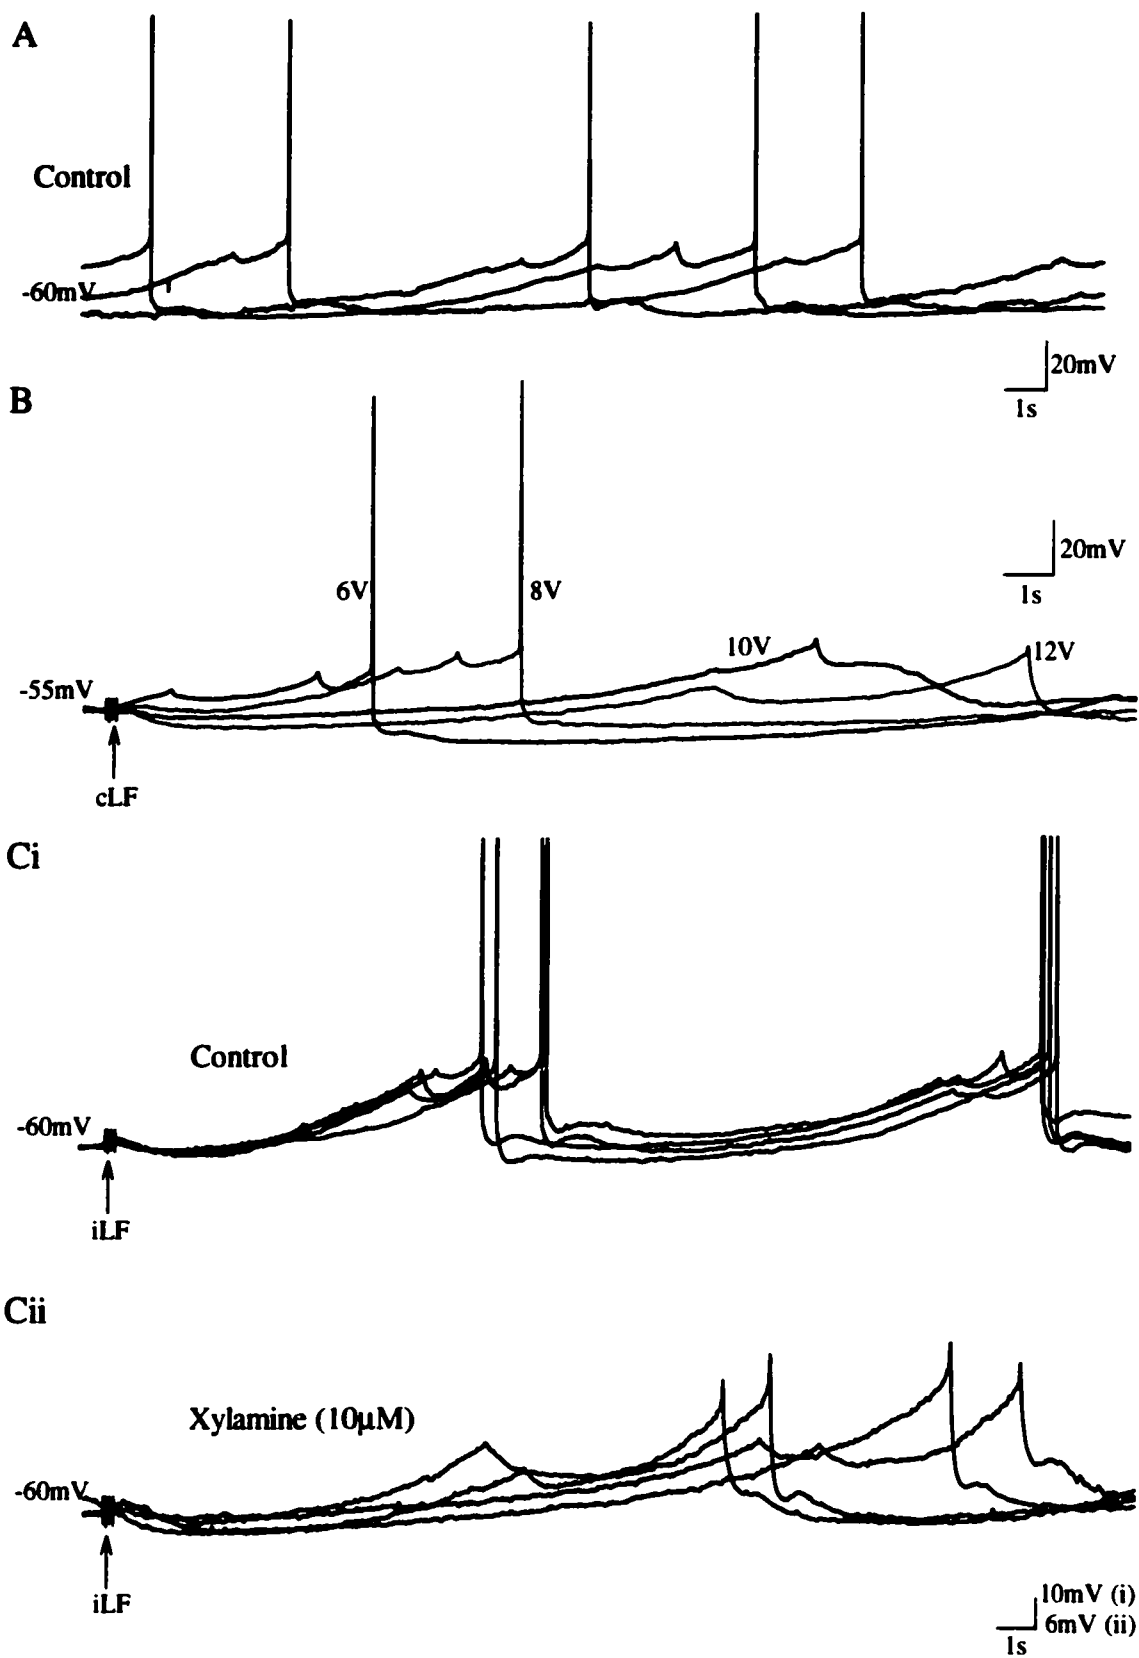 A
Control
-60mV
20mV
1s
B
20mV
1s
6V
8V
10V
12V
-55mV
cLF
Ci
Control
-60mV
iLF
Cii
Xylamine (10µM)
-60mV
iLF
10mV (i)
6mV (ii)
1s